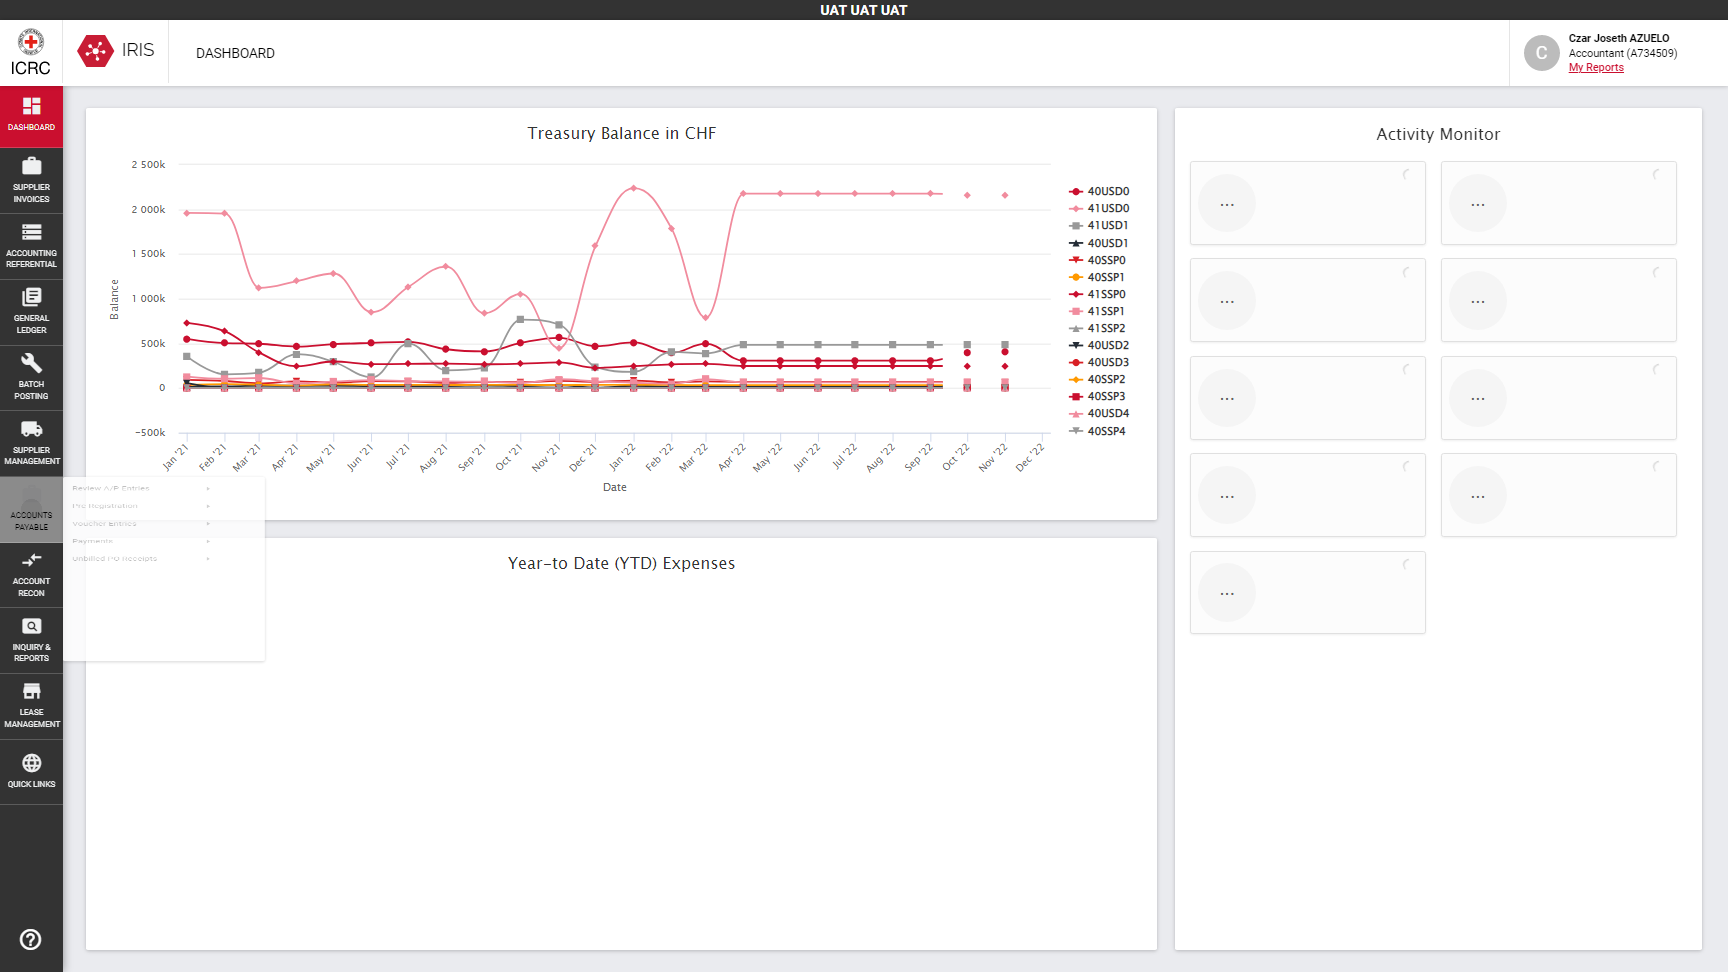 UAT UAT UAT
ICRC
IRIS
DASHBOARD
Czar Joseth AZUELO
Accountant (A734509)
My Reports
DASHBOARD
SUPPLIER
INVOICES
ACCOUNTING
REFERENTIAL
GENERAL
LEDGER
BATCH
POSTING
SUPPLIER
MANAGEMENT
ACCOUNTS
PAYABLE
ACCOUNT
RECON
INQUIRY &
REPORTS
LEASE
MANAGEMENT
QUICK LINKS
Review A/P Entries
Pre Registration
Voucher Entries
Payments
Unbilled PO Receipts
Treasury Balance in CHF
2 500k
2 000k
1 500k
1 000k
500k
0
-500k
Balance
Jan '21
Feb '21
Mar '21
Apr '21
May '21
Jun '21
Jul '21
Aug '21
Sep '21
Oct '21
Nov '21
Dec '21
Jan '22
Feb '22
Mar '22
Apr '22
May '22
Jun '22
Jul '22
Aug '22
Sep '22
Oct '22
Nov '22
Dec '22
Date
40USD0
41USD0
41USD1
40USD1
40SSP0
40SSP1
41SSP0
41SSP1
41SSP2
40USD2
40USD3
40SSP2
40SSP3
40USD4
40SSP4
Year-to Date (YTD) Expenses
Activity Monitor
...
...
...
...
...
...
...
...
...